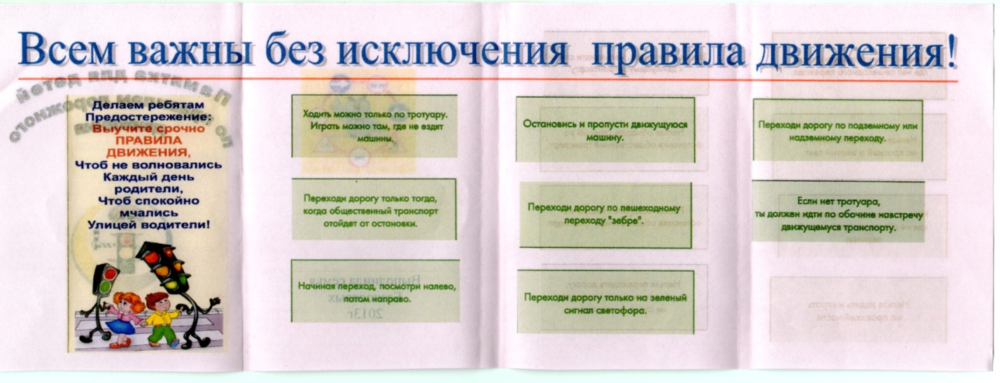 Всем важны без исключения правила движения!
Делаем ребятам
Предостережение:
Выучите срочно
ПРАВИЛА
ДВИЖЕНИЯ,
Чтоб не волновались
Каждый день
родители,
Чтоб спокойно
мчались
Улицей водители!
Ходить можно только по тротуару.
Играть можно там, где не ездят
машины.
Переходи дорогу только тогда,
когда общественный транспорт
отойдет от остановки.
Начиная переход, посмотри налево,
потом направо.
Остановись и пропусти движущуюся
машину.
Переходи дорогу по пешеходному
переходу "зебре".
Переходи дорогу только на зеленый
сигнал светофора.
Переходи дорогу по подземному или
надземному переходу.
Если нет тротуара,
ты должен идти по обочине навстречу
движущемуся транспорту.